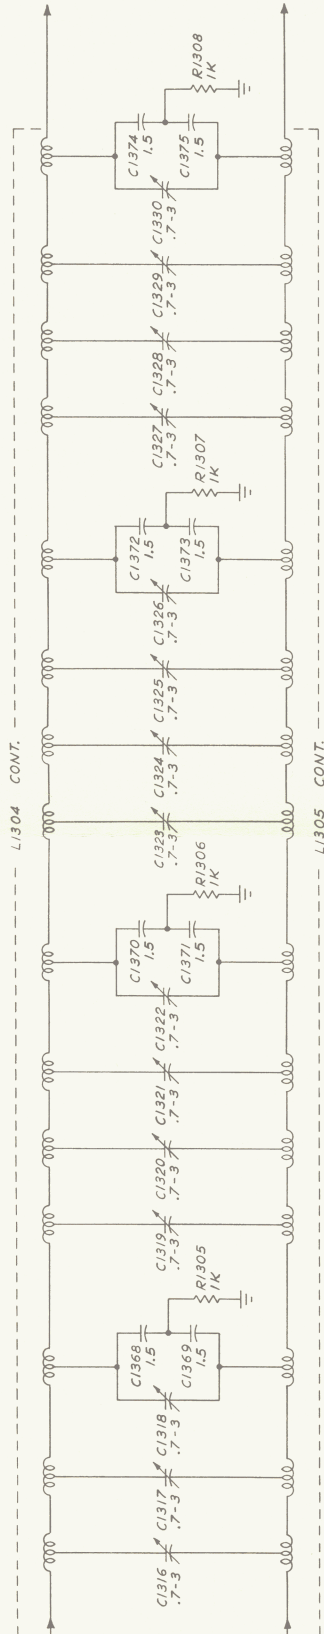 R1308
1K
C1374
1.5
C1375
1.5
C1330
.7-3
C1329
.7-3
C1328
.7-3
C1327
.7-3
R1307
1K
C1372
1.5
C1373
1.5
C1326
.7-3
C1325
.7-3
C1324
.7-3
C1323
.7-3
L1304 CONT.
L1305 CONT.
R1306
1K
C1370
1.5
C1371
1.5
C1322
.7-3
C1321
.7-3
C1320
.7-3
C1319
.7-3
R1305
1K
C1368
1.5
C1369
1.5
C1318
.7-3
C1317
.7-3
C1316
.7-3